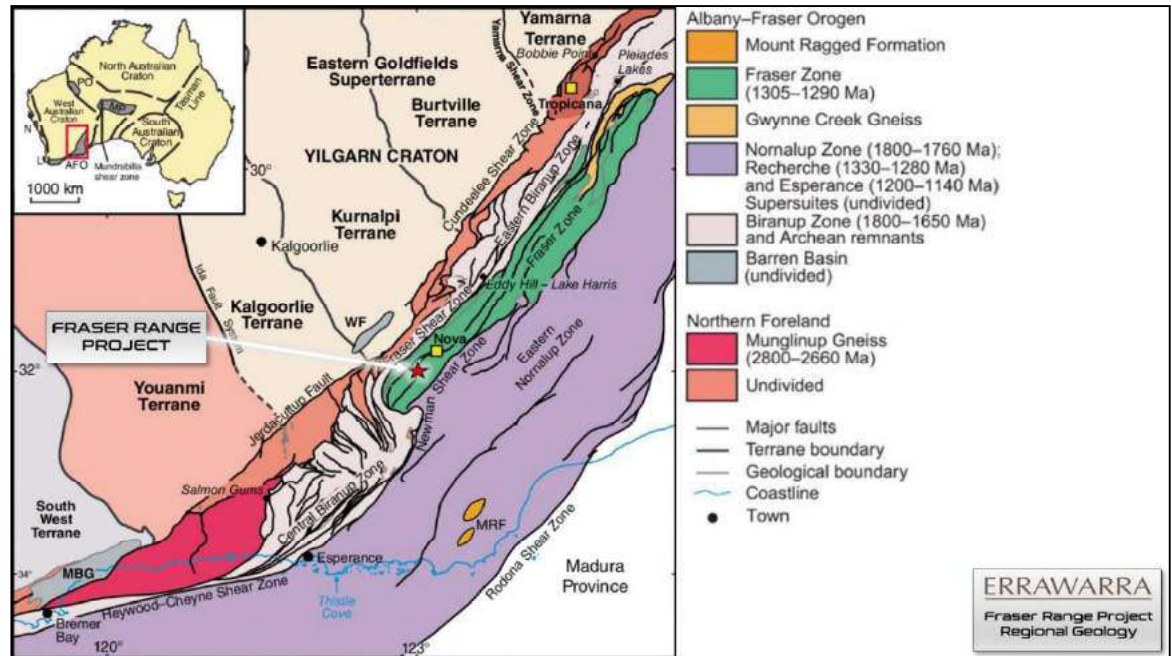 North Australian
Craton
PO
West
Australian
Craton
MP
Tasman
Line
South
Australian
Craton
N
AFO
Mundrabilla
shear zone
1000 km
Yamarna
Terrane
Bobbie Point
Pleiades
Lakes
Yamarna Shear Zone
Eastern Goldfields
Superterrane
Burtville
Terrane
Tropicana
YILGARN CRATON
30°
Cundeelee Shear Zone
Eastern Biranup Zone
Kurnalpi
Terrane
Kalgoorlie
Fraser Zone
Ida Fault System
Eddy Hill – Lake Harris
Kalgoorlie
Terrane
WF
Fraser Shear Zone
FRASER RANGE
PROJECT
Nova
32°
Youanmi
Terrane
Jerdacuttup Fault
Newman Shear Zone
Eastern
Nornalup Zone
Salmon Gums
Central Biranup Zone
South
West
Terrane
MRF
Rodona Shear Zone
Esperance
34°
MBG
Madura
Province
Heywood–Cheyne Shear Zone
Thistle
Cove
Bremer
Bay
120°
123°
Albany–Fraser Orogen
Mount Ragged Formation
Fraser Zone
(1305–1290 Ma)
Gwynne Creek Gneiss
Nornalup Zone (1800–1760 Ma);
Recherche (1330–1280 Ma)
and Esperance (1200–1140 Ma)
Supersuites (undivided)
Biranup Zone (1800–1650 Ma)
and Archean remnants
Barren Basin
(undivided)
Northern Foreland
Munglinup Gneiss
(2800–2660 Ma)
Undivided
Major faults
Terrane boundary
Geological boundary
Coastline
Town
ERRAWARRA
Fraser Range Project
Regional Geology